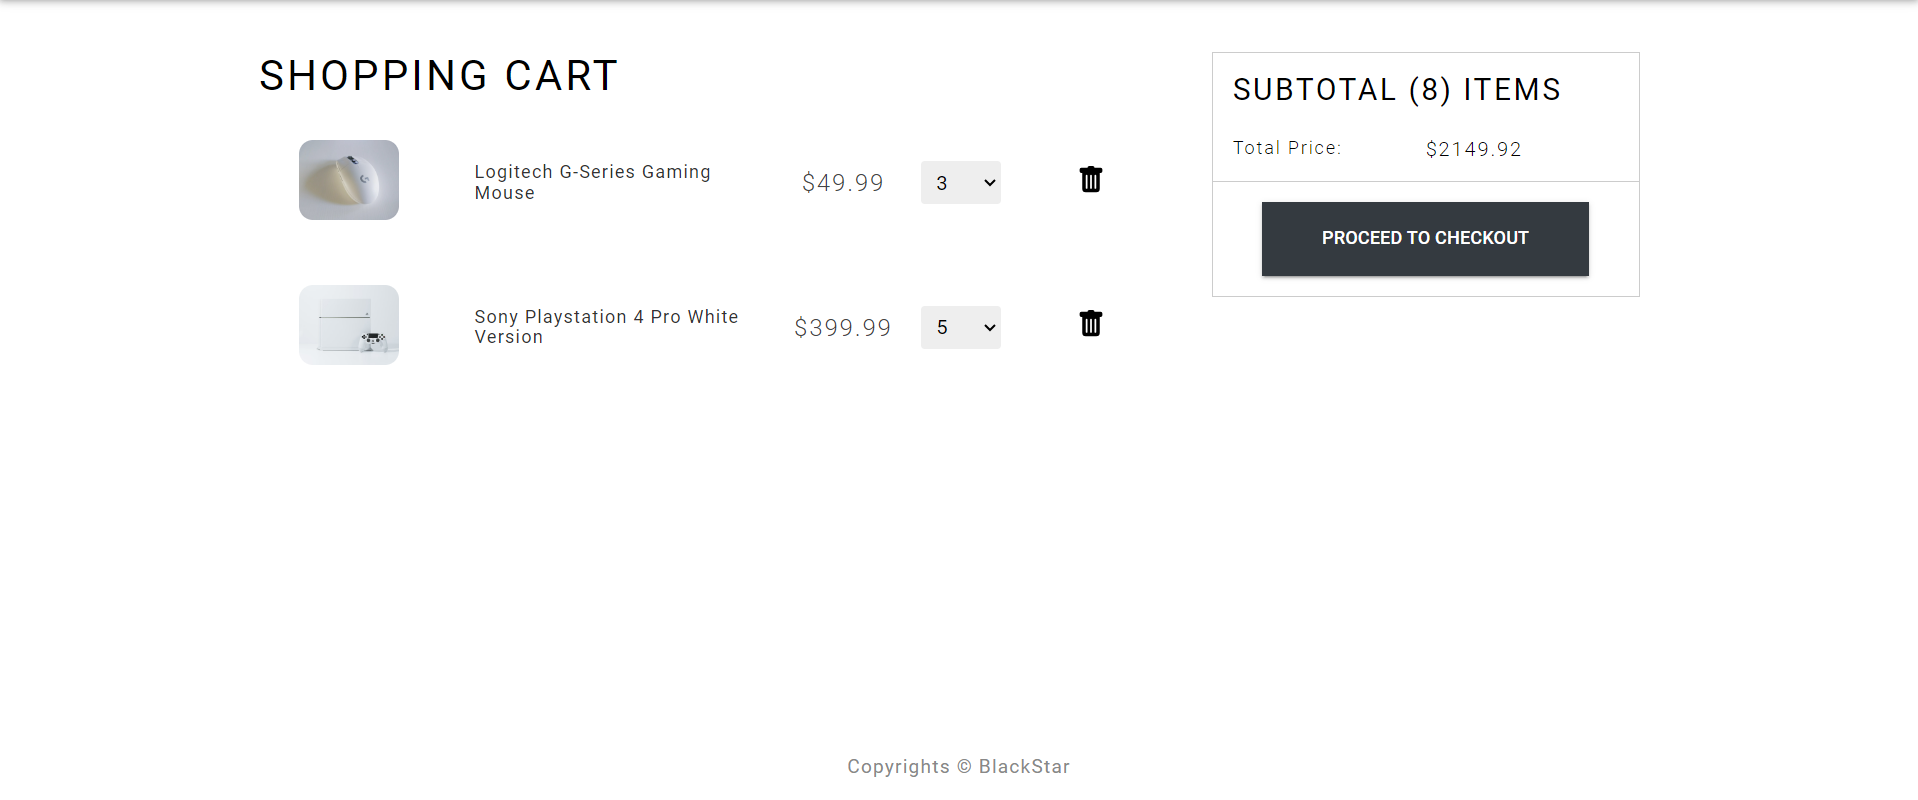 SHOPPING CART
Logitech G-Series Gaming
Mouse
$49.99
3
Sony Playstation 4 Pro White
Version
$399.99
5
SUBTOTAL (8) ITEMS
Total Price: $2149.92
PROCEED TO CHECKOUT
Copyrights © BlackStar